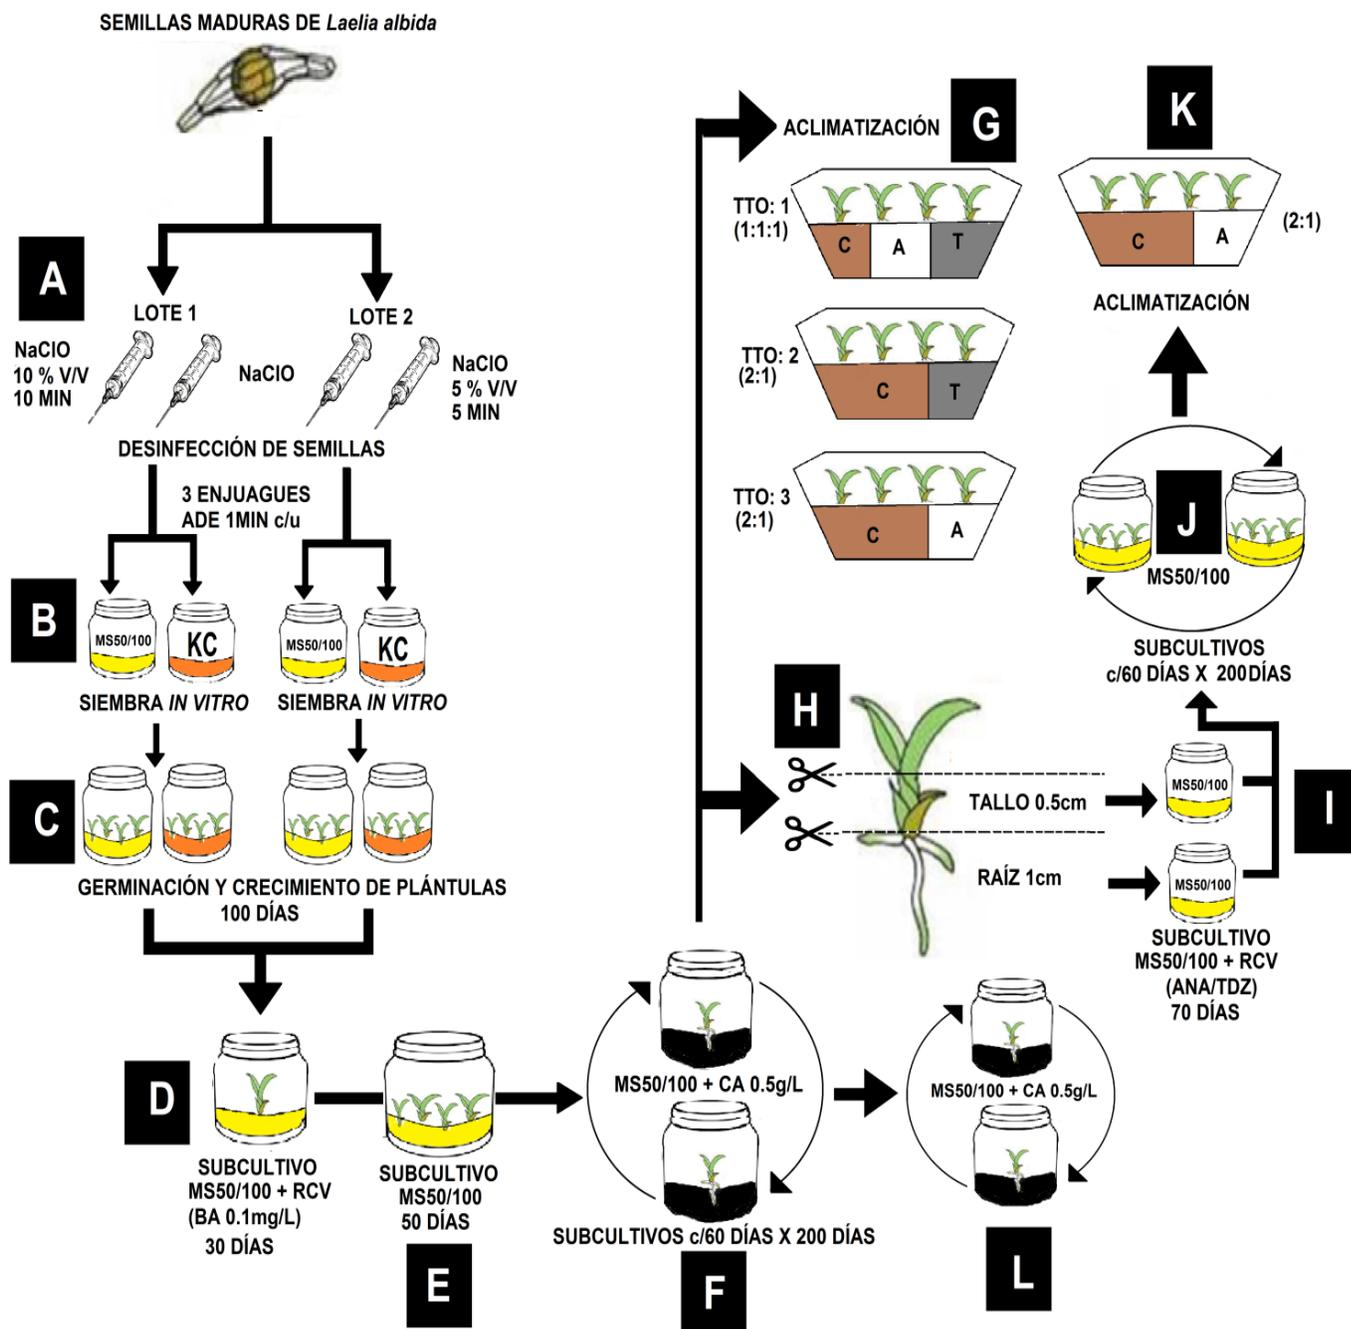 SEMILLAS MADURAS DE Laelia albida
A
LOTE 1
LOTE 2
NaClO
10 % V/V
10 MIN
NaClO
NaClO
5 % V/V
5 MIN
DESINFECCIÓN DE SEMILLAS
3 ENJUAGUES
ADE 1MIN c/u
B
MS50/100
KC
MS50/100
KC
SIEMBRA IN VITRO
SIEMBRA IN VITRO
C
GERMINACIÓN Y CRECIMIENTO DE PLÁNTULAS
100 DÍAS
D
SUBCULTIVO
MS50/100 + RCV
(BA 0.1mg/L)
30 DÍAS
SUBCULTIVO
MS50/100
50 DÍAS
E
MS50/100 + CA 0.5g/L
SUBCULTIVOS c/60 DÍAS X 200 DÍAS
F
MS50/100 + CA 0.5g/L
L
ACLIMATIZACIÓN
G
TTO: 1
(1:1:1)
C
A
T
TTO: 2
(2:1)
C
T
TTO: 3
(2:1)
C
A
H
TALLO 0.5cm
RAÍZ 1cm
MS50/100
MS50/100
I
SUBCULTIVO
MS50/100 + RCV
(ANA/TDZ)
70 DÍAS
J
MS50/100
SUBCULTIVOS
c/60 DÍAS X 200DÍAS
K
C
A
(2:1)
ACLIMATIZACIÓN